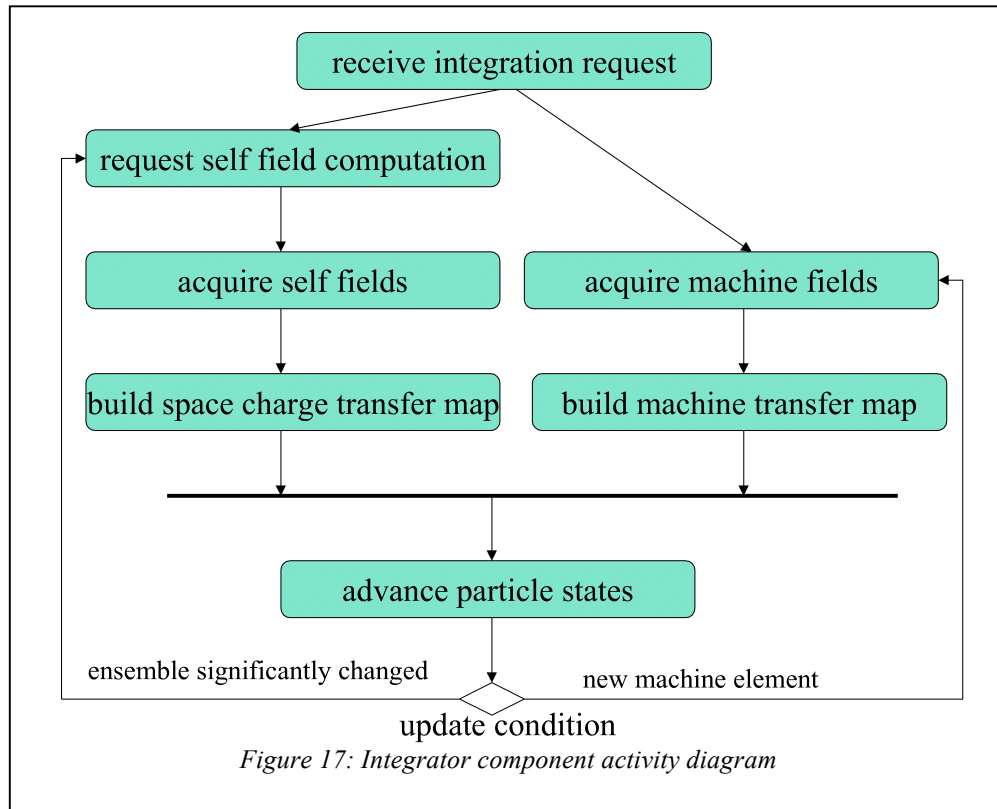 receive integration request
request self field computation
acquire self fields
acquire machine fields
build space charge transfer map
build machine transfer map
advance particle states
ensemble significantly changed
new machine element
update condition
Figure 17: Integrator component activity diagram